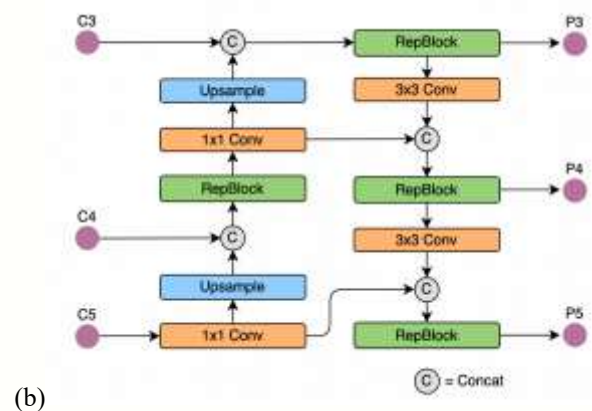 C3
C
RepBlock
P3
Upsample
3x3 Conv
1x1 Conv
C
RepBlock
C4
C
RepBlock
P4
3x3 Conv
Upsample
C
C5
1x1 Conv
RepBlock
P5
C = Concat
(b)